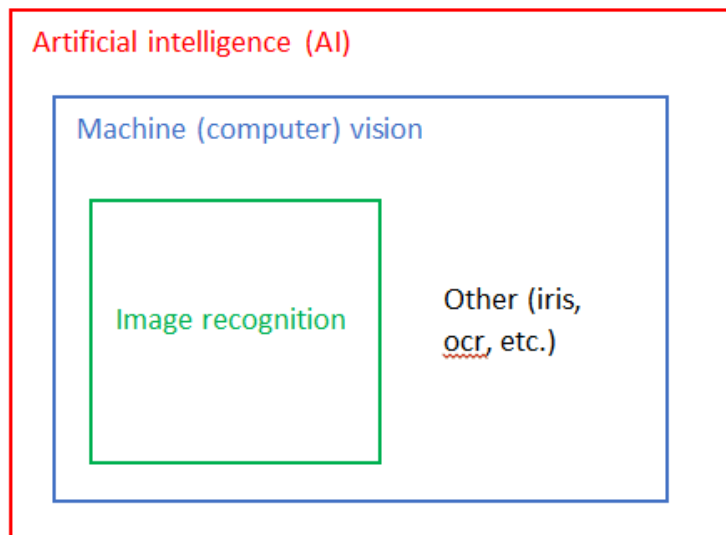 Artificial intelligence (AI)
Machine (computer) vision
Image recognition
Other (iris,
ocr, etc.)